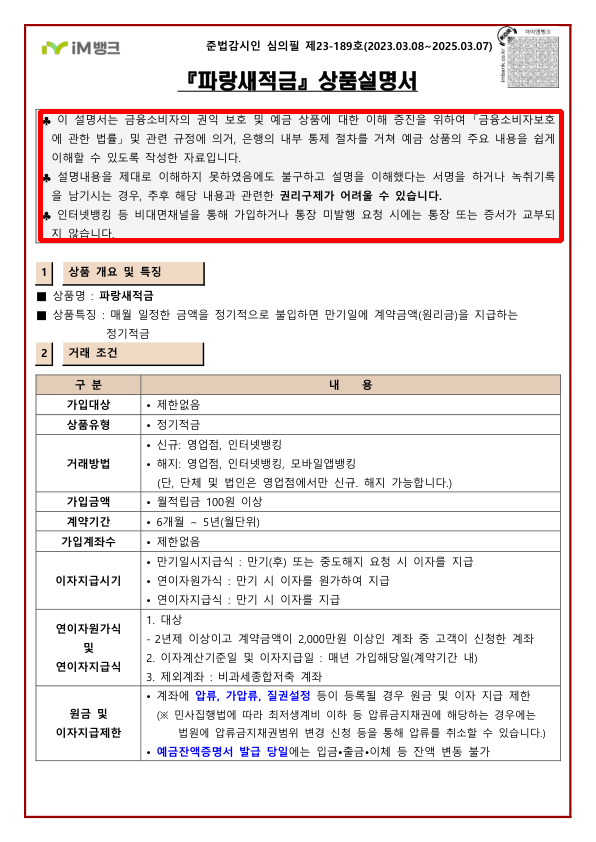 iM뱅크
준법감시인 심의필 제23-189호(2023.03.08~2025.03.07)
아이엠뱅크
imbank.co.kr
『파랑새적금』 상품설명서
♣ 이 설명서는 금융소비자의 권익 보호 및 예금 상품에 대한 이해 증진을 위하여「금융소비자보호
에 관한 법률」및 관련 규정에 의거, 은행의 내부 통제 절차를 거쳐 예금 상품의 주요 내용을 쉽게
이해할 수 있도록 작성한 자료입니다.
♣ 설명내용을 제대로 이해하지 못하였음에도 불구하고 설명을 이해했다는 서명을 하거나 녹취기록
을 남기시는 경우, 추후 해당 내용과 관련한 권리구제가 어려울 수 있습니다.
♣ 인터넷뱅킹 등 비대면채널을 통해 가입하거나 통장 미발행 요청 시에는 통장 또는 증서가 교부되
지 않습니다.
1 상품 개요 및 특징
■ 상품명 : 파랑새적금
■ 상품특징 : 매월 일정한 금액을 정기적으로 불입하면 만기일에 계약금액(원리금)을 지급하는
정기적금
2 거래 조건
구 분 내 용
가입대상 • 제한없음
상품유형 • 정기적금
거래방법 • 신규: 영업점, 인터넷뱅킹
• 해지: 영업점, 인터넷뱅킹, 모바일앱뱅킹
(단, 단체 및 법인은 영업점에서만 신규. 해지 가능합니다.)
가입금액 • 월적립금 100원 이상
계약기간 • 6개월 ~ 5년(월단위)
가입계좌수 • 제한없음
이자지급시기 • 만기일시지급식 : 만기(후) 또는 중도해지 요청 시 이자를 지급
• 연이자원가식 : 만기 시 이자를 원가하여 지급
• 연이자지급식 : 만기 시 이자를 지급
연이자원가식
및
연이자지급식
1. 대상
- 2년제 이상이고 계약금액이 2,000만원 이상인 계좌 중 고객이 신청한 계좌
2. 이자계산기준일 및 이자지급일 : 매년 가입해당일(계약기간 내)
3. 제외계좌 : 비과세종합저축 계좌
원금 및
이자지급제한
• 계좌에 압류, 가압류, 질권설정 등이 등록될 경우 원금 및 이자 지급 제한
(※ 민사집행법에 따라 최저생계비 이하 등 압류금지채권에 해당하는 경우에는
법원에 압류금지채권범위 변경 신청 등을 통해 압류를 취소할 수 있습니다.)
• 예금잔액증명서 발급 당일에는 입금•출금•이체 등 잔액 변동 불가